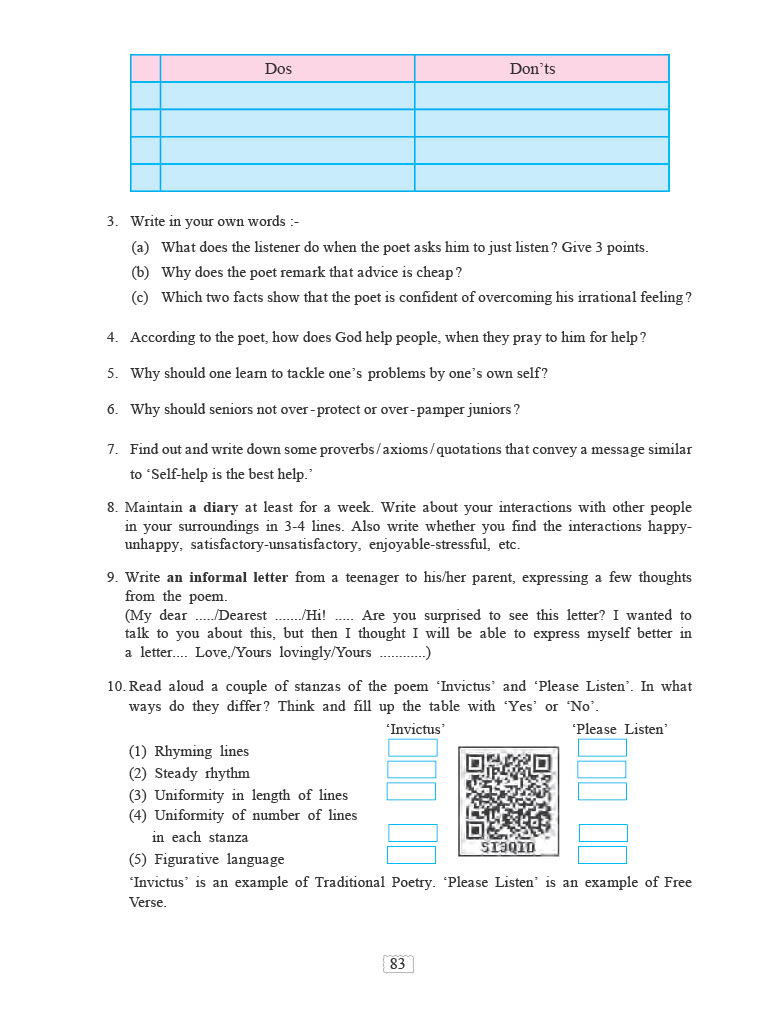 Dos Don’ts
3. Write in your own words :-
(a) What does the listener do when the poet asks him to just listen? Give 3 points.
(b) Why does the poet remark that advice is cheap?
(c) Which two facts show that the poet is confident of overcoming his irrational feeling?
4. According to the poet, how does God help people, when they pray to him for help?
5. Why should one learn to tackle one’s problems by one’s own self?
6. Why should seniors not over-protect or over-pamper juniors?
7. Find out and write down some proverbs/axioms/quotations that convey a message similar
to ‘Self-help is the best help.’
8. Maintain a diary at least for a week. Write about your interactions with other people
in your surroundings in 3-4 lines. Also write whether you find the interactions happy-
unhappy, satisfactory-unsatisfactory, enjoyable-stressful, etc.
9. Write an informal letter from a teenager to his/her parent, expressing a few thoughts
from the poem.
(My dear ...../Dearest ......./Hi! ..... Are you surprised to see this letter? I wanted to
talk to you about this, but then I thought I will be able to express myself better in
a letter.... Love,/Yours lovingly/Yours ............)
10. Read aloud a couple of stanzas of the poem ‘Invictus’ and ‘Please Listen’. In what
ways do they differ? Think and fill up the table with ‘Yes’ or ‘No’.
‘Invictus’ ‘Please Listen’
(1) Rhyming lines
(2) Steady rhythm
(3) Uniformity in length of lines
(4) Uniformity of number of lines
in each stanza
(5) Figurative language
SI3Q1D
‘Invictus’ is an example of Traditional Poetry. ‘Please Listen’ is an example of Free
Verse.
83